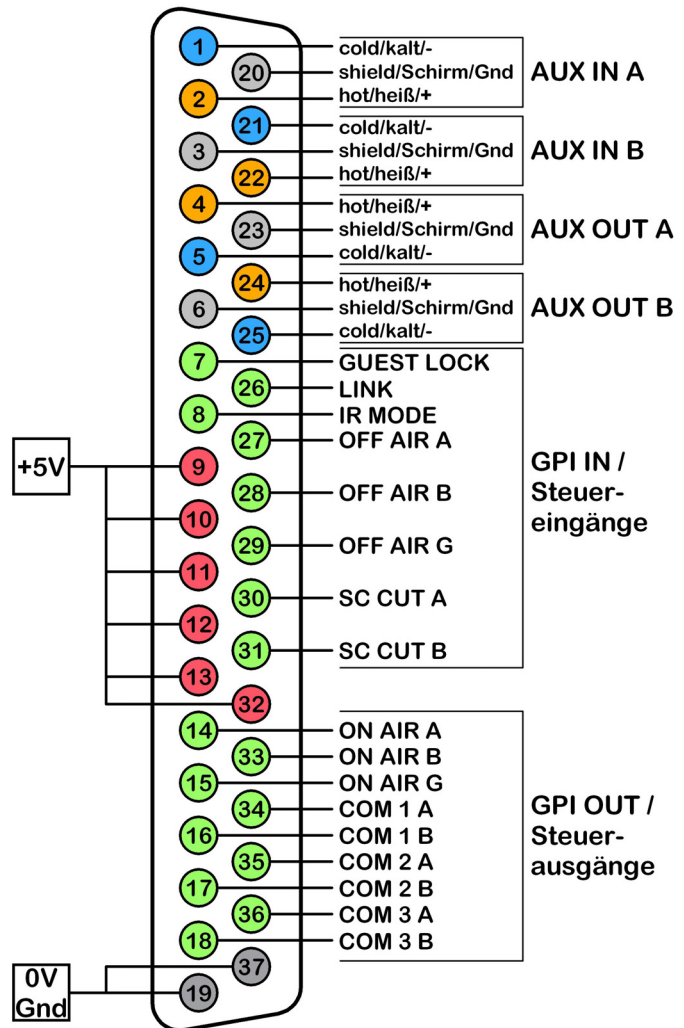 1 cold/kalt/-
20 shield/Schirm/Gnd AUX IN A
2 hot/heiß/+
21 cold/kalt/-
3 shield/Schirm/Gnd AUX IN B
22 hot/heiß/+
4 hot/heiß/+
23 shield/Schirm/Gnd AUX OUT A
5 cold/kalt/-
24 hot/heiß/+
6 shield/Schirm/Gnd AUX OUT B
25 cold/kalt/-
7 GUEST LOCK
26 LINK
8 IR MODE
27 OFF AIR A
+5V 9
28 OFF AIR B
10
29 OFF AIR G
11
30 SC CUT A
12
31 SC CUT B
13
32
GPI IN /
Steuer-
eingänge
14 ON AIR A
33 ON AIR B
15 ON AIR G
34 COM 1 A
16 COM 1 B
35 COM 2 A
17 COM 2 B
36 COM 3 A
18 COM 3 B
GPI OUT /
Steuer-
ausgänge
37
0V
Gnd
19